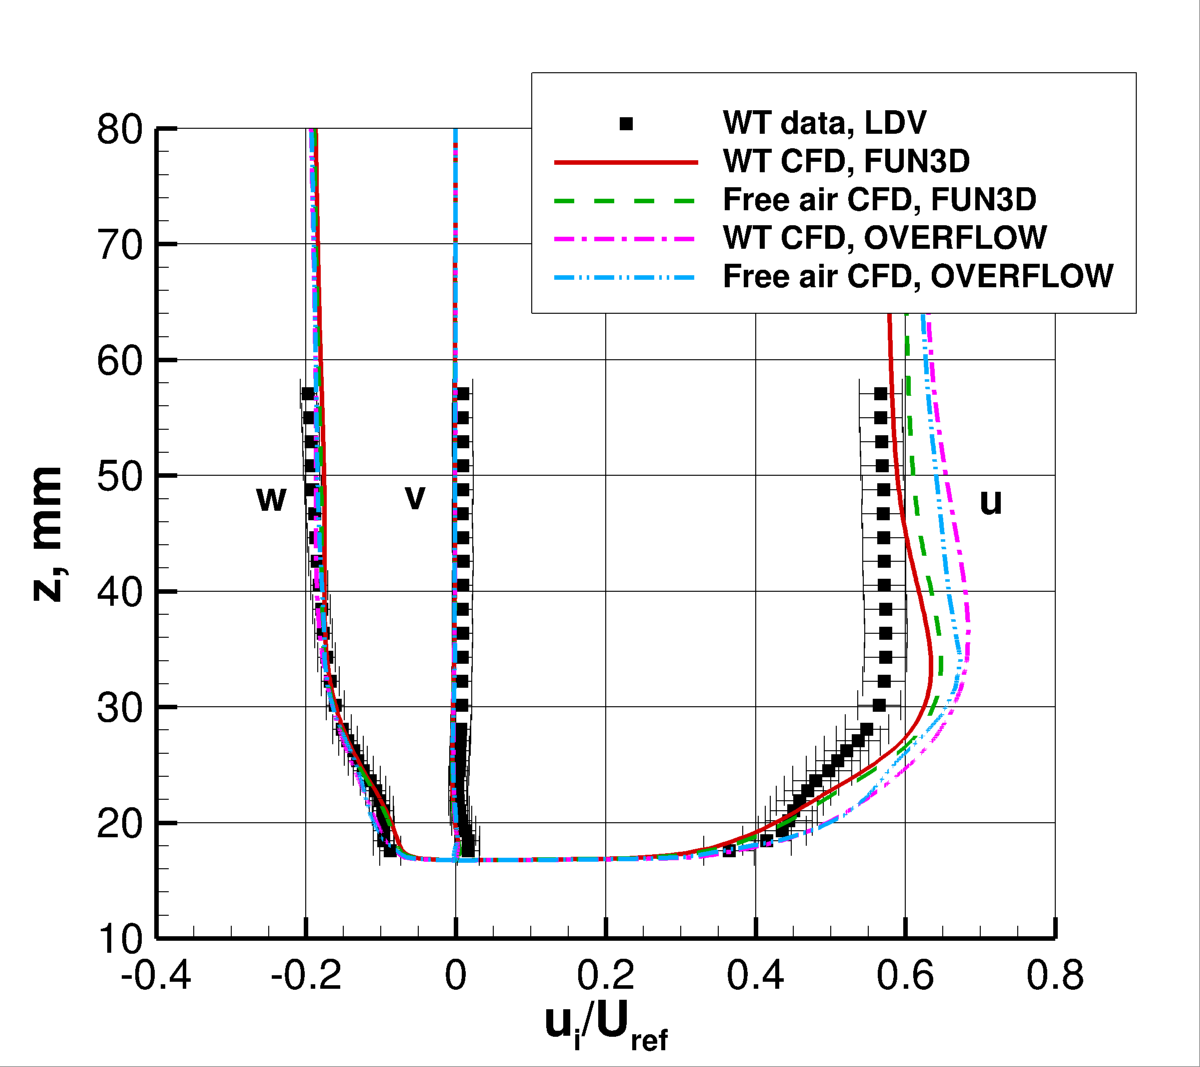 WT data, LDV
WT CFD, FUN3D
Free air CFD, FUN3D
WT CFD, OVERFLOW
Free air CFD, OVERFLOW
80
70
60
50
40
30
20
10
z, mm
w
v
u
-0.4 -0.2 0 0.2 0.4 0.6 0.8
ui/Uref